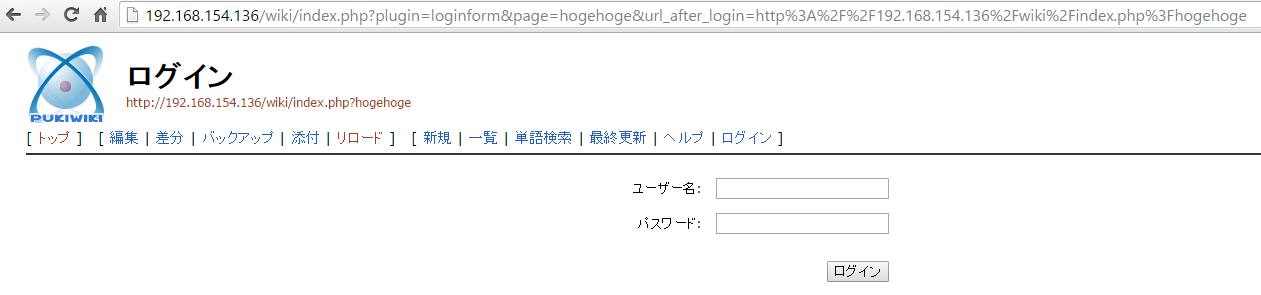 192.168.154.136/wiki/index.php?plugin=loginform&page=hogehoge&url_after_login=http%3A%2F%2F192.168.154.136%2Fwiki%2Findex.php%3Fhogehoge
PUKIWIKI
ログイン
http://192.168.154.136/wiki/index.php?hogehoge
[ トップ ] [ 編集 | 差分 | バックアップ | 添付 | リロード ] [ 新規 | 一覧 | 単語検索 | 最終更新 | ヘルプ | ログイン ]
ユーザー名:
パスワード:
ログイン